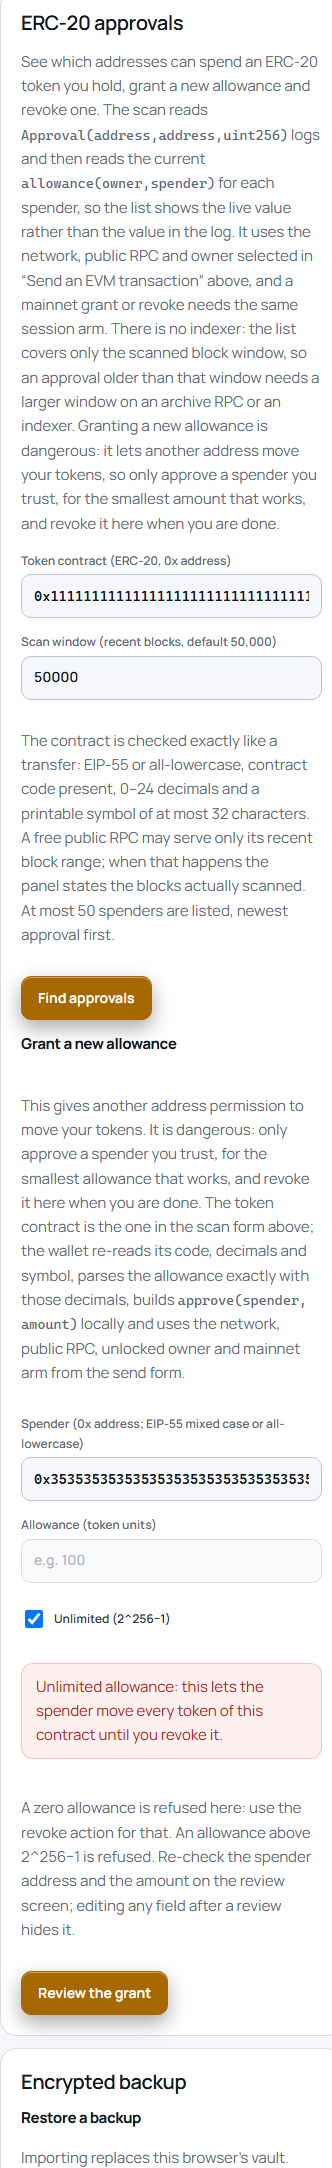 ERC-20 approvals
See which addresses can spend an ERC-20
token you hold, grant a new allowance and
revoke one. The scan reads
Approval(address,address,uint256) logs
and then reads the current
allowance(owner,spender) for each
spender, so the list shows the live value
rather than the value in the log. It uses the
network, public RPC and owner selected in
“Send an EVM transaction” above, and a
mainnet grant or revoke needs the same
session arm. There is no indexer: the list
covers only the scanned block window, so
an approval older than that window needs a
larger window on an archive RPC or an
indexer. Granting a new allowance is
dangerous: it lets another address move
your tokens, so only approve a spender you
trust, for the smallest amount that works,
and revoke it here when you are done.
Token contract (ERC-20, 0x address)
0x1111111111111111111111111111111111
Scan window (recent blocks, default 50,000)
50000
The contract is checked exactly like a
transfer: EIP-55 or all-lowercase, contract
code present, 0–24 decimals and a
printable symbol of at most 32 characters.
A free public RPC may serve only its recent
block range; when that happens the
panel states the blocks actually scanned.
At most 50 spenders are listed, newest
approval first.
Find approvals
Grant a new allowance
This gives another address permission to
move your tokens. It is dangerous: only
approve a spender you trust, for the
smallest allowance that works, and revoke
it here when you are done. The token
contract is the one in the scan form above;
the wallet re-reads its code, decimals and
symbol, parses the allowance exactly with
those decimals, builds approve(spender,
amount) locally and uses the network,
public RPC, unlocked owner and mainnet
arm from the send form.
Spender (0x address; EIP-55 mixed case or all-
lowercase)
0x3535353535353535353535353535353535
Allowance (token units)
e.g. 100
Unlimited (2^256−1)
Unlimited allowance: this lets the
spender move every token of this
contract until you revoke it.
A zero allowance is refused here: use the
revoke action for that. An allowance above
2^256−1 is refused. Re-check the spender
address and the amount on the review
screen; editing any field after a review
hides it.
Review the grant
Encrypted backup
Restore a backup
Importing replaces this browser’s vault.